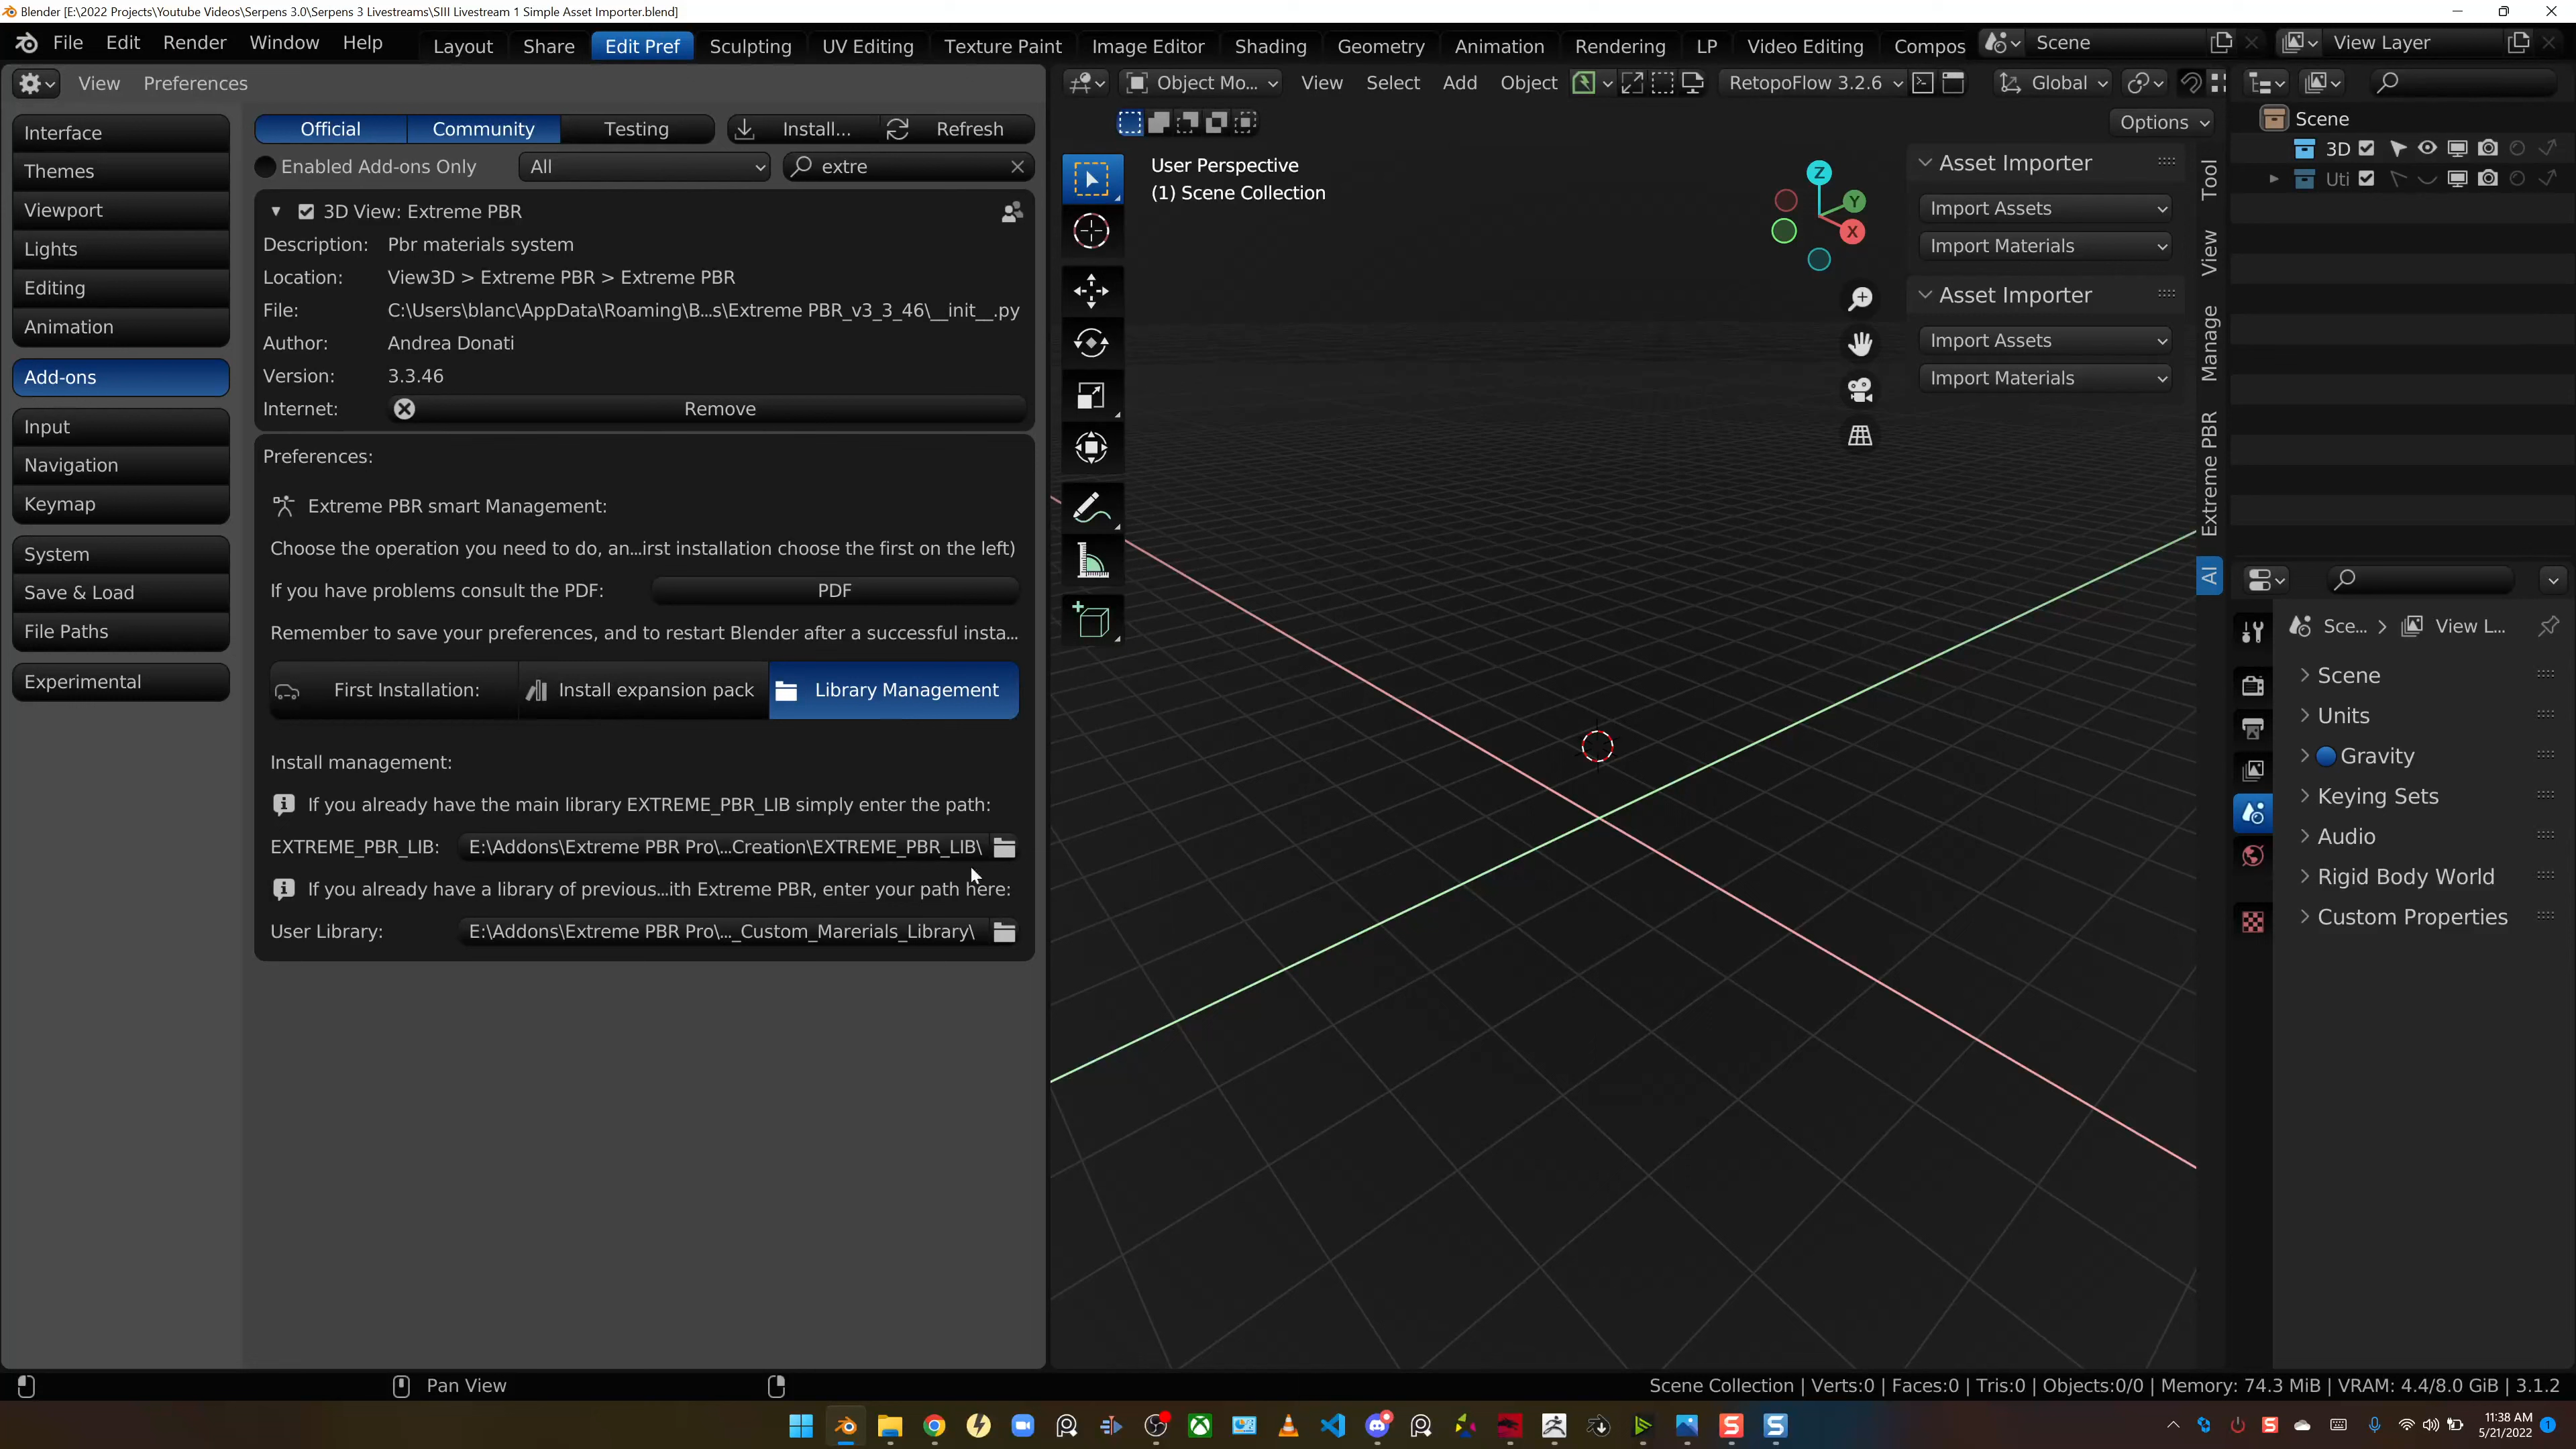 Blender [E:\2022 Projects\Youtube Videos\Serpens 3.0\Serpens 3 Livestreams\SIII Livestream 1 Simple Asset Importer.blend]
File Edit Render Window Help Layout Share Edit Pref Sculpting UV Editing Texture Paint Image Editor Shading Geometry Animation Rendering LP Video Editing Compos Scene View Layer
View Preferences
Object Mo... View Select Add Object RetopoFlow 3.2.6 Global
Options
Interface
Themes
Viewport
Lights
Editing
Animation
Add-ons
Input
Navigation
Keymap
System
Save & Load
File Paths
Experimental
Official Community Testing Install... Refresh
Enabled Add-ons Only All extre
3D View: Extreme PBR
Description: Pbr materials system
Location: View3D > Extreme PBR > Extreme PBR
File: C:\Users\blanc\AppData\Roaming\B...s\Extreme PBR_v3_3_46\__init__.py
Author: Andrea Donati
Version: 3.3.46
Internet: Remove
Preferences:
Extreme PBR smart Management:
Choose the operation you need to do, an...irst installation choose the first on the left)
If you have problems consult the PDF: PDF
Remember to save your preferences, and to restart Blender after a successful insta...
First Installation: Install expansion pack Library Management
Install management:
If you already have the main library EXTREME_PBR_LIB simply enter the path:
EXTREME_PBR_LIB: E:\Addons\Extreme PBR Pro\...Creation\EXTREME_PBR_LIB\
If you already have a library of previous...ith Extreme PBR, enter your path here:
User Library: E:\Addons\Extreme PBR Pro\..._Custom_Marerials_Library\
User Perspective
(1) Scene Collection
Z
Y
X
Asset Importer
Import Assets
Import Materials
Asset Importer
Import Assets
Import Materials
Tool
View
Manage
Extreme PBR
AI
Scene
3D
Uti
Sce... > View L...
Scene
Units
Gravity
Keying Sets
Audio
Rigid Body World
Custom Properties
Pan View
Scene Collection | Verts:0 | Faces:0 | Tris:0 | Objects:0/0 | Memory: 74.3 MiB | VRAM: 4.4/8.0 GiB | 3.1.2
11:38 AM
5/21/2022
1